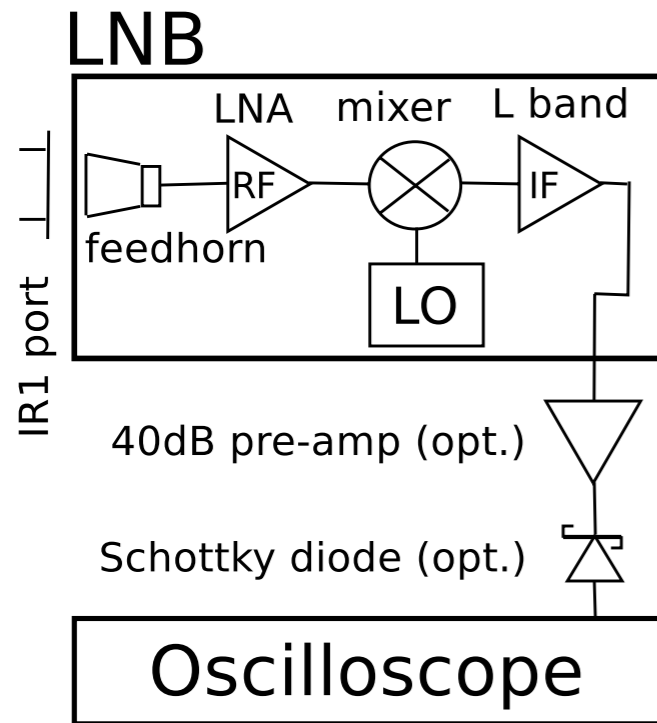 LNB
LNA
mixer
L band
RF
IF
feedhorn
LO
IR1 port
40dB pre-amp (opt.)
Schottky diode (opt.)
Oscilloscope